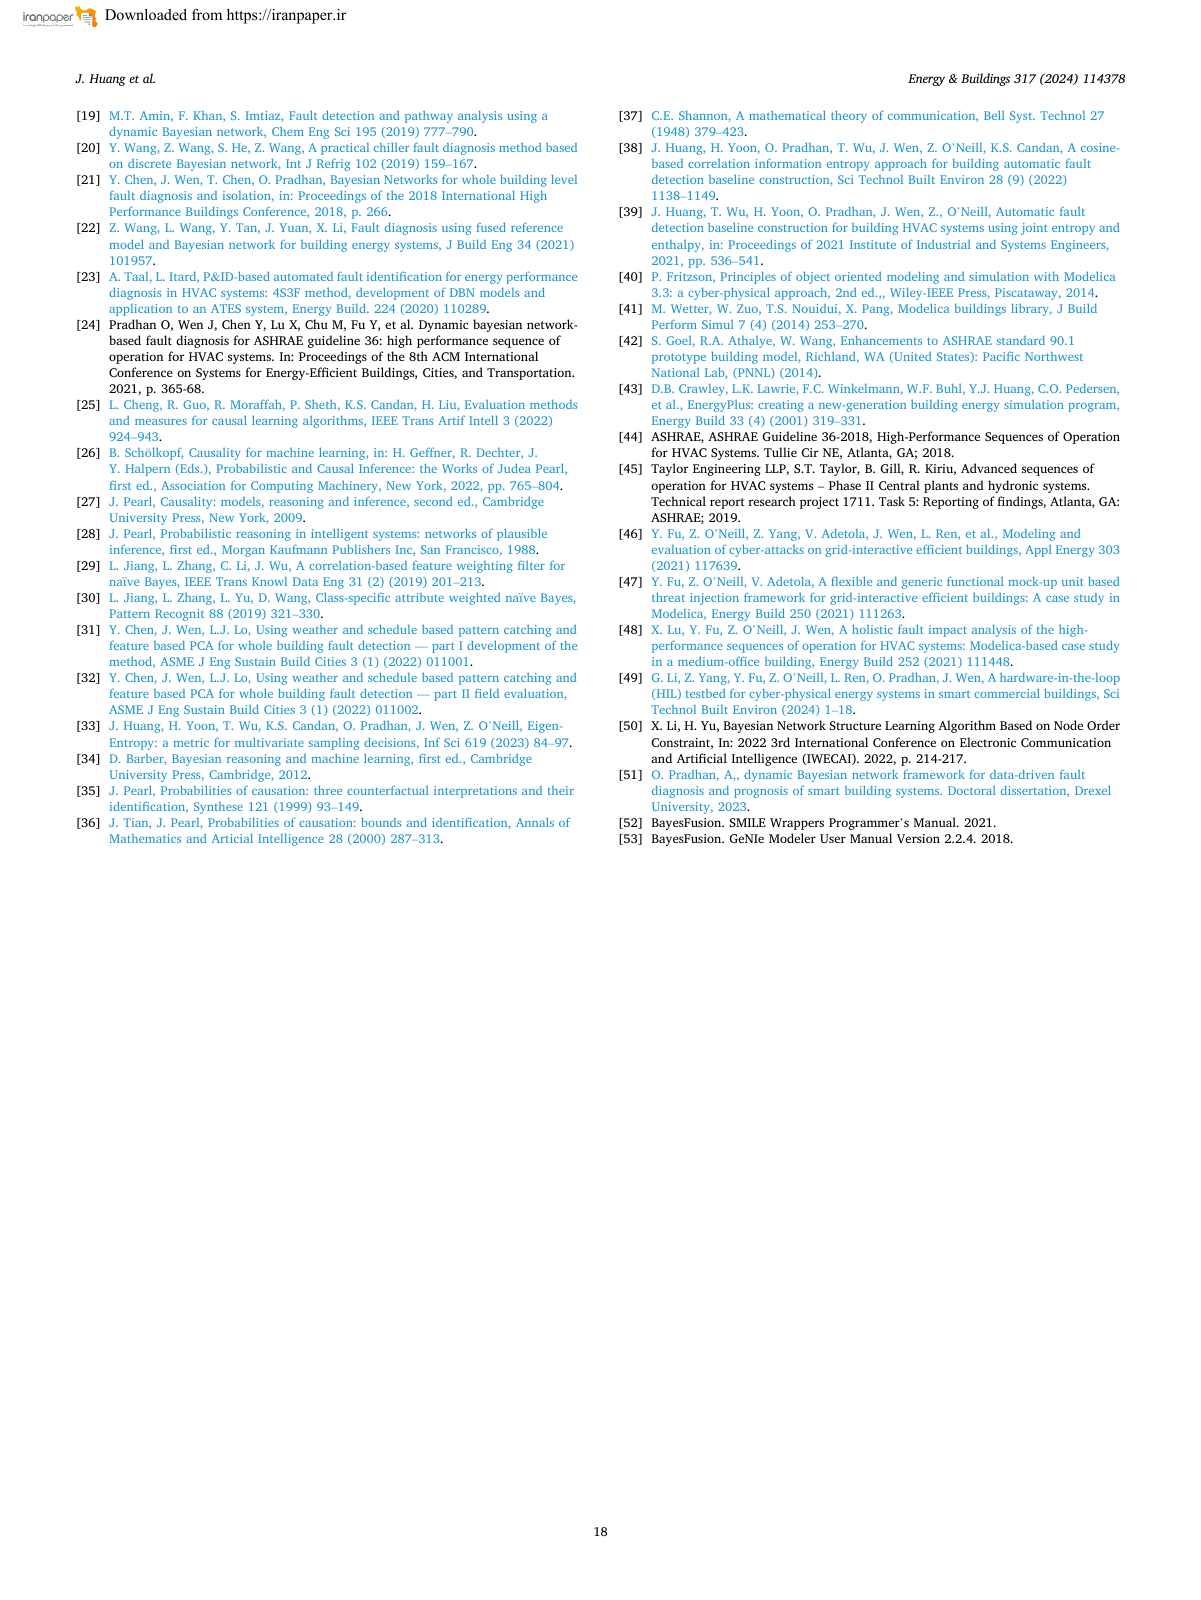 iranpaper
Downloaded from https://iranpaper.ir
J. Huang et al.
Energy & Buildings 317 (2024) 114378
[19] M.T. Amin, F. Khan, S. Imtiaz, Fault detection and pathway analysis using a
dynamic Bayesian network, Chem Eng Sci 195 (2019) 777–790.
[20] Y. Wang, Z. Wang, S. He, Z. Wang, A practical chiller fault diagnosis method based
on discrete Bayesian network, Int J Refrig 102 (2019) 159–167.
[21] Y. Chen, J. Wen, T. Chen, O. Pradhan, Bayesian Networks for whole building level
fault diagnosis and isolation, in: Proceedings of the 2018 International High
Performance Buildings Conference, 2018, p. 266.
[22] Z. Wang, L. Wang, Y. Tan, J. Yuan, X. Li, Fault diagnosis using fused reference
model and Bayesian network for building energy systems, J Build Eng 34 (2021)
101957.
[23] A. Taal, L. Itard, P&ID-based automated fault identification for energy performance
diagnosis in HVAC systems: 4S3F method, development of DBN models and
application to an ATES system, Energy Build. 224 (2020) 110289.
[24] Pradhan O, Wen J, Chen Y, Lu X, Chu M, Fu Y, et al. Dynamic bayesian network-
based fault diagnosis for ASHRAE guideline 36: high performance sequence of
operation for HVAC systems. In: Proceedings of the 8th ACM International
Conference on Systems for Energy-Efficient Buildings, Cities, and Transportation.
2021, p. 365-68.
[25] L. Cheng, R. Guo, R. Moraffah, P. Sheth, K.S. Candan, H. Liu, Evaluation methods
and measures for causal learning algorithms, IEEE Trans Artif Intell 3 (2022)
924–943.
[26] B. Schölkopf, Causality for machine learning, in: H. Geffner, R. Dechter, J.
Y. Halpern (Eds.), Probabilistic and Causal Inference: the Works of Judea Pearl,
first ed., Association for Computing Machinery, New York, 2022, pp. 765–804.
[27] J. Pearl, Causality: models, reasoning and inference, second ed., Cambridge
University Press, New York, 2009.
[28] J. Pearl, Probabilistic reasoning in intelligent systems: networks of plausible
inference, first ed., Morgan Kaufmann Publishers Inc, San Francisco, 1988.
[29] L. Jiang, L. Zhang, C. Li, J. Wu, A correlation-based feature weighting filter for
naïve Bayes, IEEE Trans Knowl Data Eng 31 (2) (2019) 201–213.
[30] L. Jiang, L. Zhang, L. Yu, D. Wang, Class-specific attribute weighted naïve Bayes,
Pattern Recognit 88 (2019) 321–330.
[31] Y. Chen, J. Wen, L.J. Lo, Using weather and schedule based pattern catching and
feature based PCA for whole building fault detection — part I development of the
method, ASME J Eng Sustain Build Cities 3 (1) (2022) 011001.
[32] Y. Chen, J. Wen, L.J. Lo, Using weather and schedule based pattern catching and
feature based PCA for whole building fault detection — part II field evaluation,
ASME J Eng Sustain Build Cities 3 (1) (2022) 011002.
[33] J. Huang, H. Yoon, T. Wu, K.S. Candan, O. Pradhan, J. Wen, Z. O'Neill, Eigen-
Entropy: a metric for multivariate sampling decisions, Inf Sci 619 (2023) 84–97.
[34] D. Barber, Bayesian reasoning and machine learning, first ed., Cambridge
University Press, Cambridge, 2012.
[35] J. Pearl, Probabilities of causation: three counterfactual interpretations and their
identification, Synthese 121 (1999) 93–149.
[36] J. Tian, J. Pearl, Probabilities of causation: bounds and identification, Annals of
Mathematics and Articial Intelligence 28 (2000) 287–313.
[37] C.E. Shannon, A mathematical theory of communication, Bell Syst. Technol 27
(1948) 379–423.
[38] J. Huang, H. Yoon, O. Pradhan, T. Wu, J. Wen, Z. O'Neill, K.S. Candan, A cosine-
based correlation information entropy approach for building automatic fault
detection baseline construction, Sci Technol Built Environ 28 (9) (2022)
1138–1149.
[39] J. Huang, T. Wu, H. Yoon, O. Pradhan, J. Wen, Z., O'Neill, Automatic fault
detection baseline construction for building HVAC systems using joint entropy and
enthalpy, in: Proceedings of 2021 Institute of Industrial and Systems Engineers,
2021, pp. 536–541.
[40] P. Fritzson, Principles of object oriented modeling and simulation with Modelica
3.3: a cyber-physical approach, 2nd ed.,, Wiley-IEEE Press, Piscataway, 2014.
[41] M. Wetter, W. Zuo, T.S. Nouidui, X. Pang, Modelica buildings library, J Build
Perform Simul 7 (4) (2014) 253–270.
[42] S. Goel, R.A. Athalye, W. Wang, Enhancements to ASHRAE standard 90.1
prototype building model, Richland, WA (United States): Pacific Northwest
National Lab, (PNNL) (2014).
[43] D.B. Crawley, L.K. Lawrie, F.C. Winkelmann, W.F. Buhl, Y.J. Huang, C.O. Pedersen,
et al., EnergyPlus: creating a new-generation building energy simulation program,
Energy Build 33 (4) (2001) 319–331.
[44] ASHRAE, ASHRAE Guideline 36-2018, High-Performance Sequences of Operation
for HVAC Systems. Tullie Cir NE, Atlanta, GA; 2018.
[45] Taylor Engineering LLP, S.T. Taylor, B. Gill, R. Kiriu, Advanced sequences of
operation for HVAC systems – Phase II Central plants and hydronic systems.
Technical report research project 1711. Task 5: Reporting of findings, Atlanta, GA:
ASHRAE; 2019.
[46] Y. Fu, Z. O'Neill, Z. Yang, V. Adetola, J. Wen, L. Ren, et al., Modeling and
evaluation of cyber-attacks on grid-interactive efficient buildings, Appl Energy 303
(2021) 117639.
[47] Y. Fu, Z. O'Neill, V. Adetola, A flexible and generic functional mock-up unit based
threat injection framework for grid-interactive efficient buildings: A case study in
Modelica, Energy Build 250 (2021) 111263.
[48] X. Lu, Y. Fu, Z. O'Neill, J. Wen, A holistic fault impact analysis of the high-
performance sequences of operation for HVAC systems: Modelica-based case study
in a medium-office building, Energy Build 252 (2021) 111448.
[49] G. Li, Z. Yang, Y. Fu, Z. O'Neill, L. Ren, O. Pradhan, J. Wen, A hardware-in-the-loop
(HIL) testbed for cyber-physical energy systems in smart commercial buildings, Sci
Technol Built Environ (2024) 1–18.
[50] X. Li, H. Yu, Bayesian Network Structure Learning Algorithm Based on Node Order
Constraint, In: 2022 3rd International Conference on Electronic Communication
and Artificial Intelligence (IWECAI). 2022, p. 214-217.
[51] O. Pradhan, A,, dynamic Bayesian network framework for data-driven fault
diagnosis and prognosis of smart building systems. Doctoral dissertation, Drexel
University, 2023.
[52] BayesFusion. SMILE Wrappers Programmer's Manual. 2021.
[53] BayesFusion. GeNIe Modeler User Manual Version 2.2.4. 2018.
18